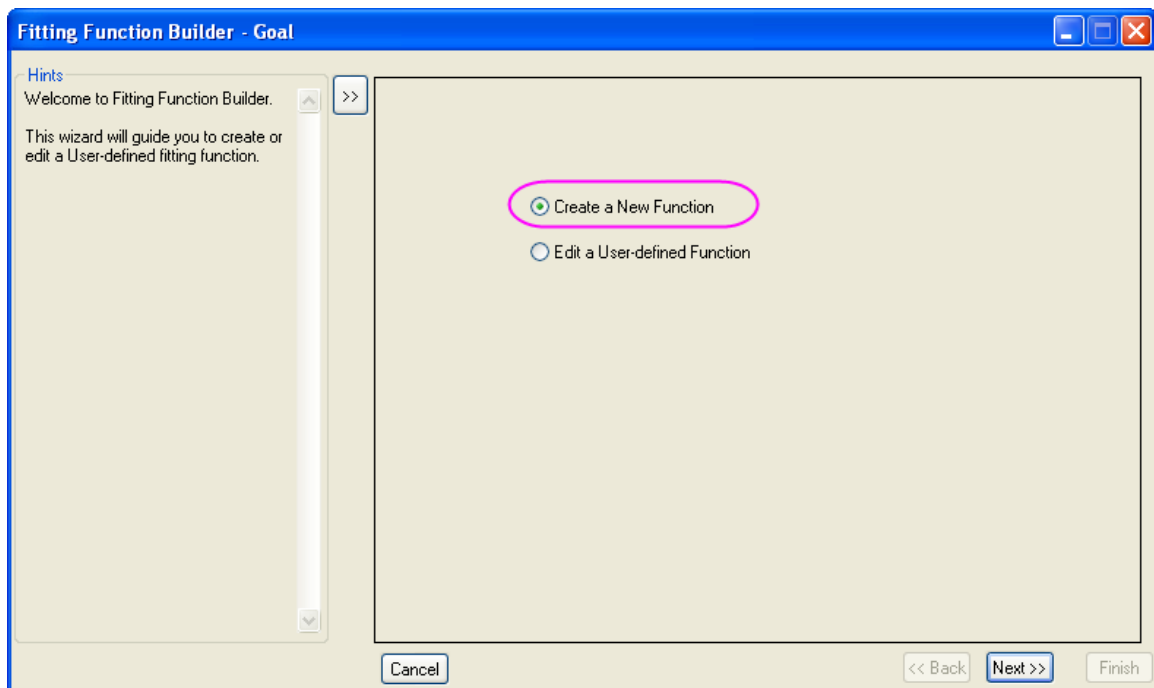 Fitting Function Builder - Goal
Hints
Welcome to Fitting Function Builder.
This wizard will guide you to create or
edit a User-defined fitting function.
>>
Create a New Function
Edit a User-defined Function
Cancel
<< Back
Next >>
Finish